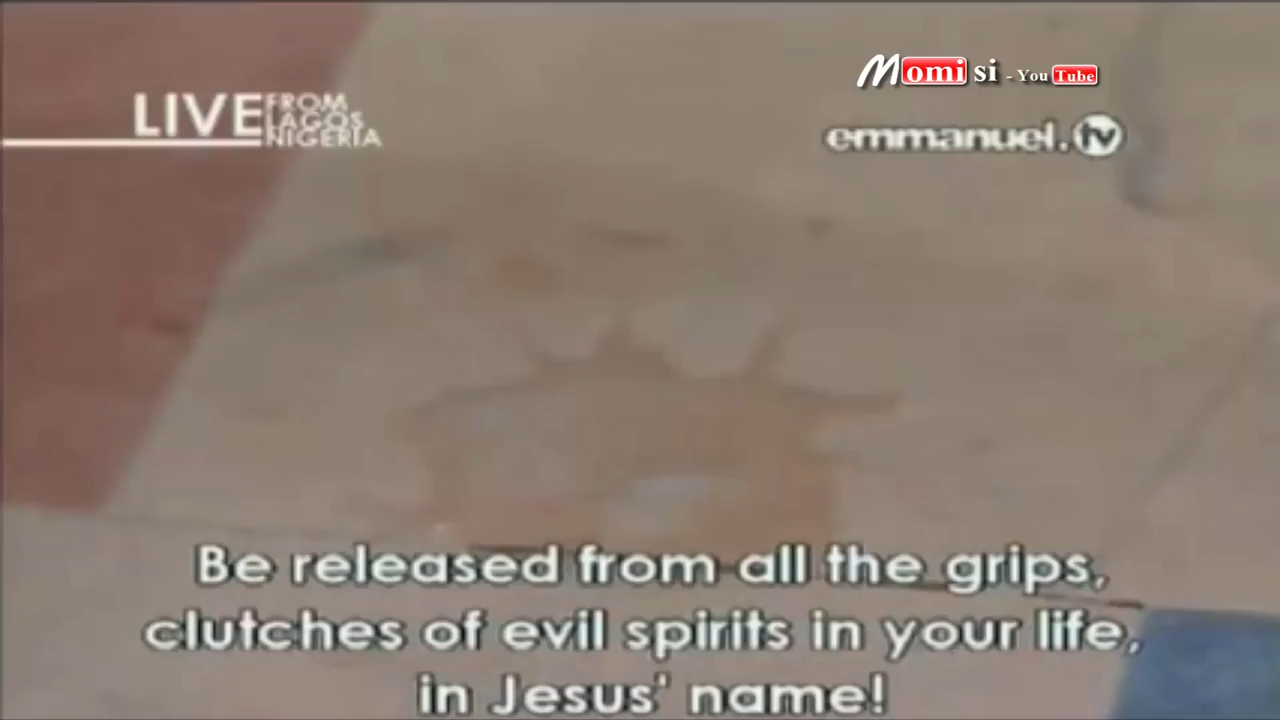 Momi si - You Tube
LIVE FROM
LAGOS
NIGERIA
emmanuel.tv
Be released from all the grips,
clutches of evil spirits in your life,
in Jesus' name!